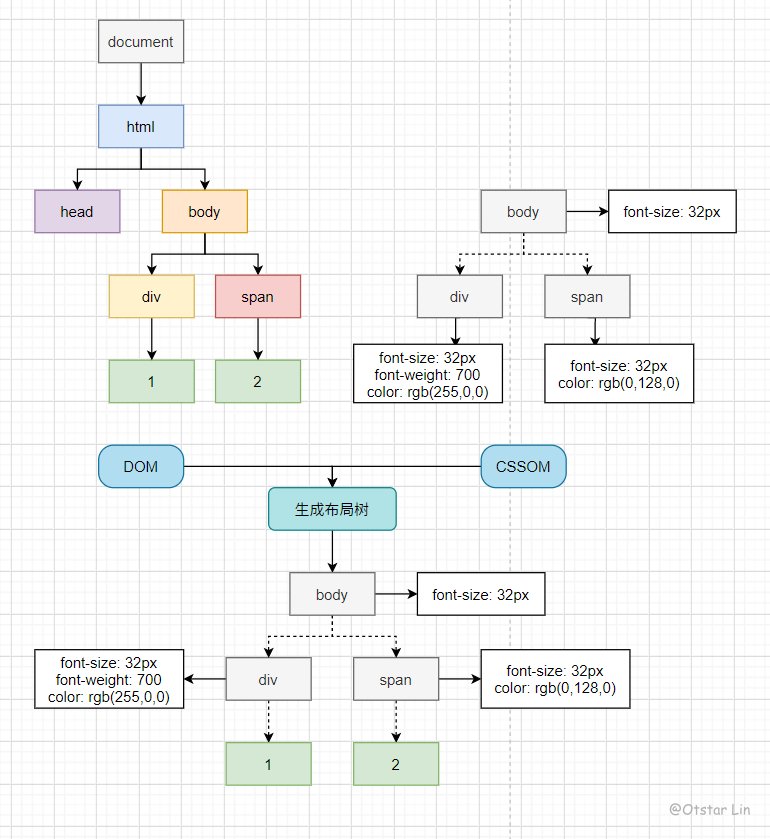 document
html
head
body
div
span
1
2
body
font-size: 32px
div
span
font-size: 32px
font-weight: 700
color: rgb(255,0,0)
font-size: 32px
color: rgb(0,128,0)
DOM
CSSOM
生成布局树
body
font-size: 32px
font-size: 32px
font-weight: 700
color: rgb(255,0,0)
div
span
font-size: 32px
color: rgb(0,128,0)
1
2
@Otstar Lin